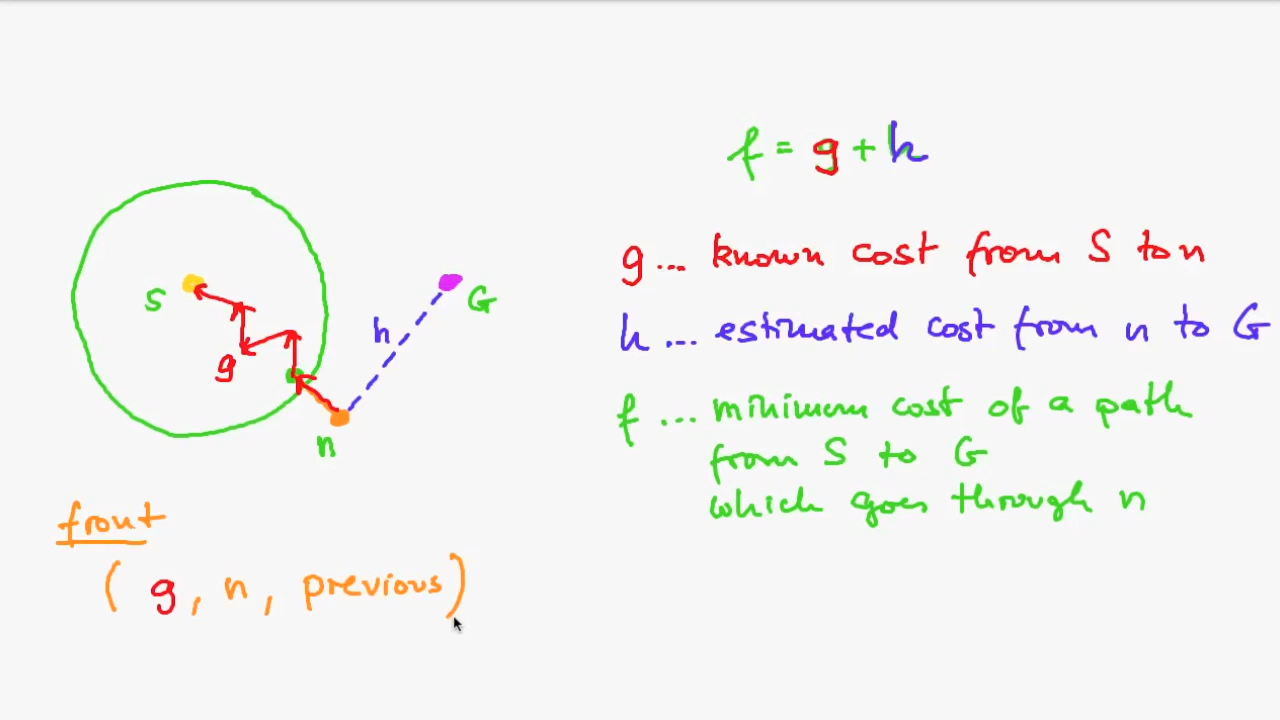 f = g + h
S
G
h
g
n
g ... known cost from S to n
h ... estimated cost from n to G
f ... minimum cost of a path
from S to G
which goes through n
front
( g, n, previous)